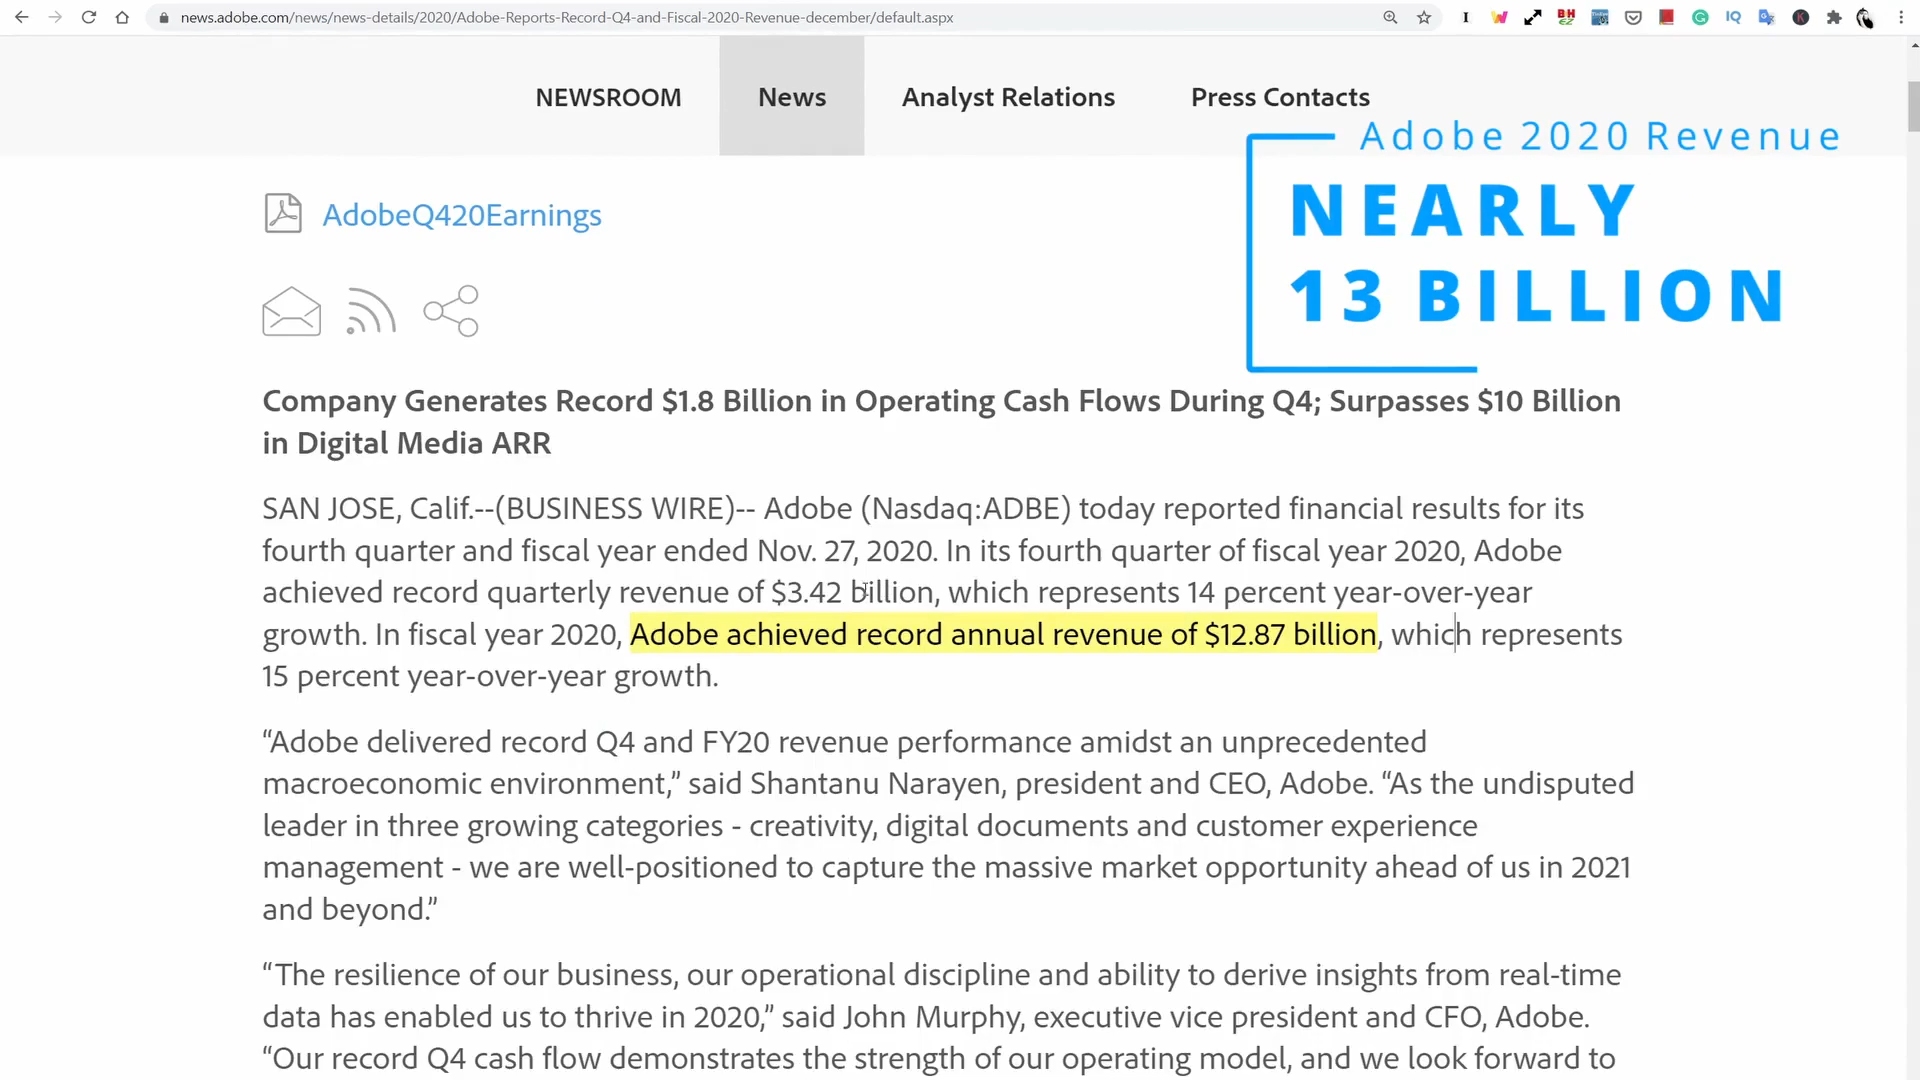 news.adobe.com/news/news-details/2020/Adobe-Reports-Record-Q4-and-Fiscal-2020-Revenue-december/default.aspx
NEWSROOM News Analyst Relations Press Contacts
Adobe 2020 Revenue
NEARLY
13 BILLION
AdobeQ420Earnings
Company Generates Record $1.8 Billion in Operating Cash Flows During Q4; Surpasses $10 Billion
in Digital Media ARR
SAN JOSE, Calif.--(BUSINESS WIRE)-- Adobe (Nasdaq:ADBE) today reported financial results for its
fourth quarter and fiscal year ended Nov. 27, 2020. In its fourth quarter of fiscal year 2020, Adobe
achieved record quarterly revenue of $3.42 billion, which represents 14 percent year-over-year
growth. In fiscal year 2020, Adobe achieved record annual revenue of $12.87 billion, which represents
15 percent year-over-year growth.
“Adobe delivered record Q4 and FY20 revenue performance amidst an unprecedented
macroeconomic environment,” said Shantanu Narayen, president and CEO, Adobe. “As the undisputed
leader in three growing categories - creativity, digital documents and customer experience
management - we are well-positioned to capture the massive market opportunity ahead of us in 2021
and beyond.”
“The resilience of our business, our operational discipline and ability to derive insights from real-time
data has enabled us to thrive in 2020,” said John Murphy, executive vice president and CFO, Adobe.
“Our record Q4 cash flow demonstrates the strength of our operating model, and we look forward to